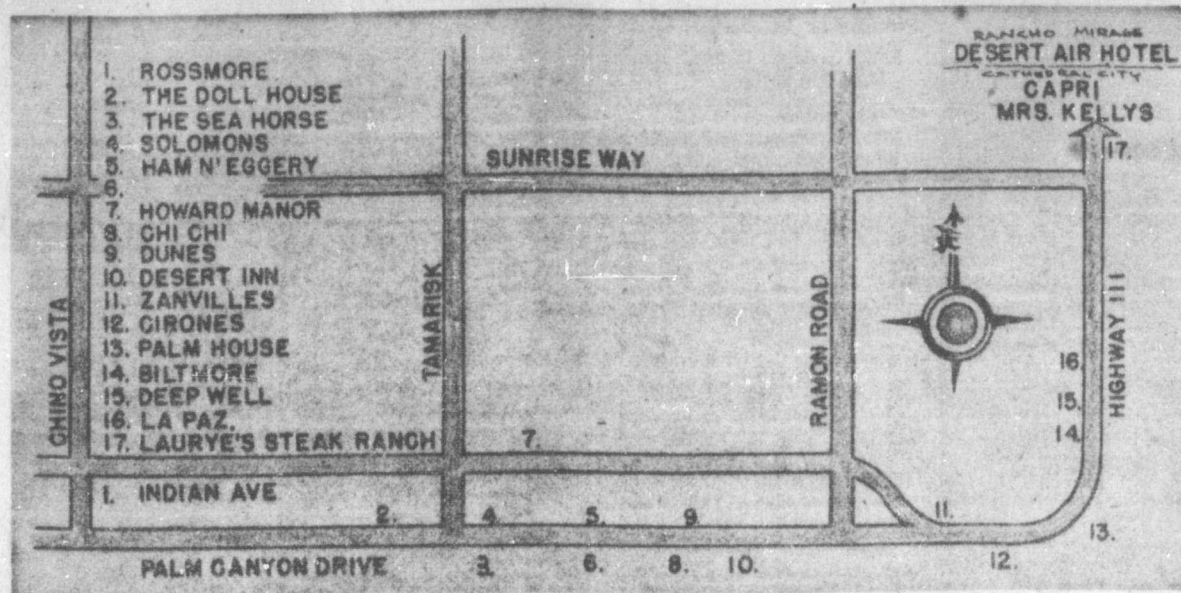 RANCHO MIRAGE
DESERT AIR HOTEL
CATHEDRAL CITY
CAPRI
MRS. KELLYS
1. ROSSMORE
2. THE DOLL HOUSE
3. THE SEA HORSE
4. SOLOMONS
5. HAM N' EGGERY
6.
7. HOWARD MANOR
8. CHI CHI
9. DUNES
10. DESERT INN
11. ZANVILLES
12. CIRONES
13. PALM HOUSE
14. BILTMORE
15. DEEP WELL
16. LA PAZ.
17. LAURYE'S STEAK RANCH
SUNRISE WAY
17.
CHINO VISTA
TAMARISK
RAMON ROAD
HIGHWAY 111
16.
15.
14.
7.
1. INDIAN AVE
2.
4.
5.
9.
11.
13.
PALM CANYON DRIVE
3.
6.
8.
10.
12.